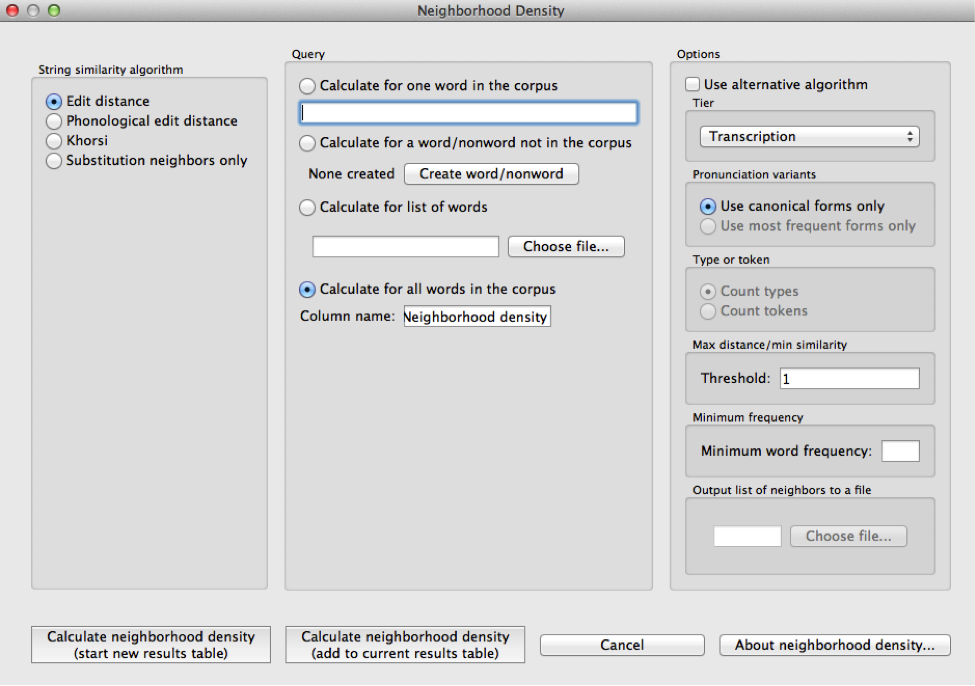 Neighborhood Density
String similarity algorithm
Edit distance
Phonological edit distance
Khorsi
Substitution neighbors only
Query
Calculate for one word in the corpus
Calculate for a word/nonword not in the corpus
None created Create word/nonword
Calculate for list of words
Choose file...
Calculate for all words in the corpus
Column name: Neighborhood density
Options
Use alternative algorithm
Tier
Transcription
Pronunciation variants
Use canonical forms only
Use most frequent forms only
Type or token
Count types
Count tokens
Max distance/min similarity
Threshold: 1
Minimum frequency
Minimum word frequency:
Output list of neighbors to a file
Choose file...
Calculate neighborhood density
(start new results table)
Calculate neighborhood density
(add to current results table)
Cancel
About neighborhood density...